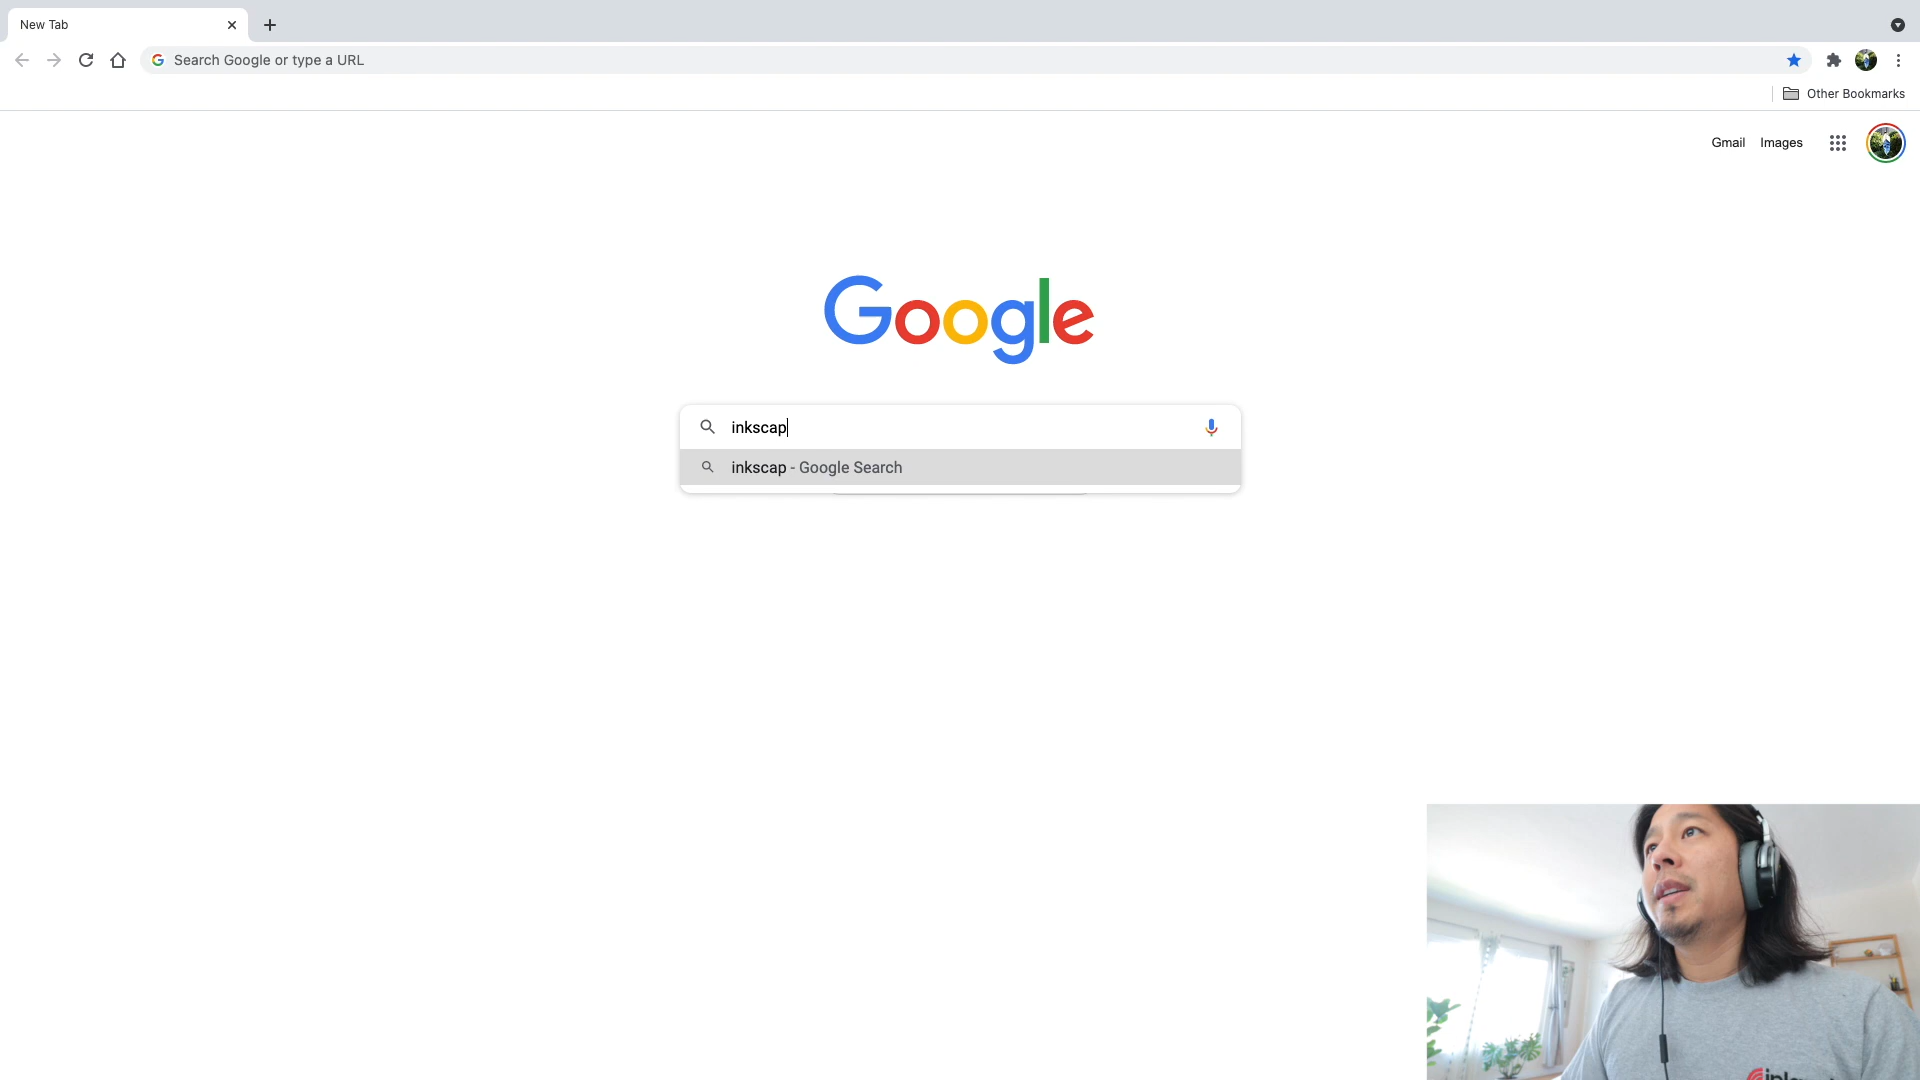 New Tab
Search Google or type a URL
Other Bookmarks
Gmail Images
Google
inkscap
inkscap - Google Search